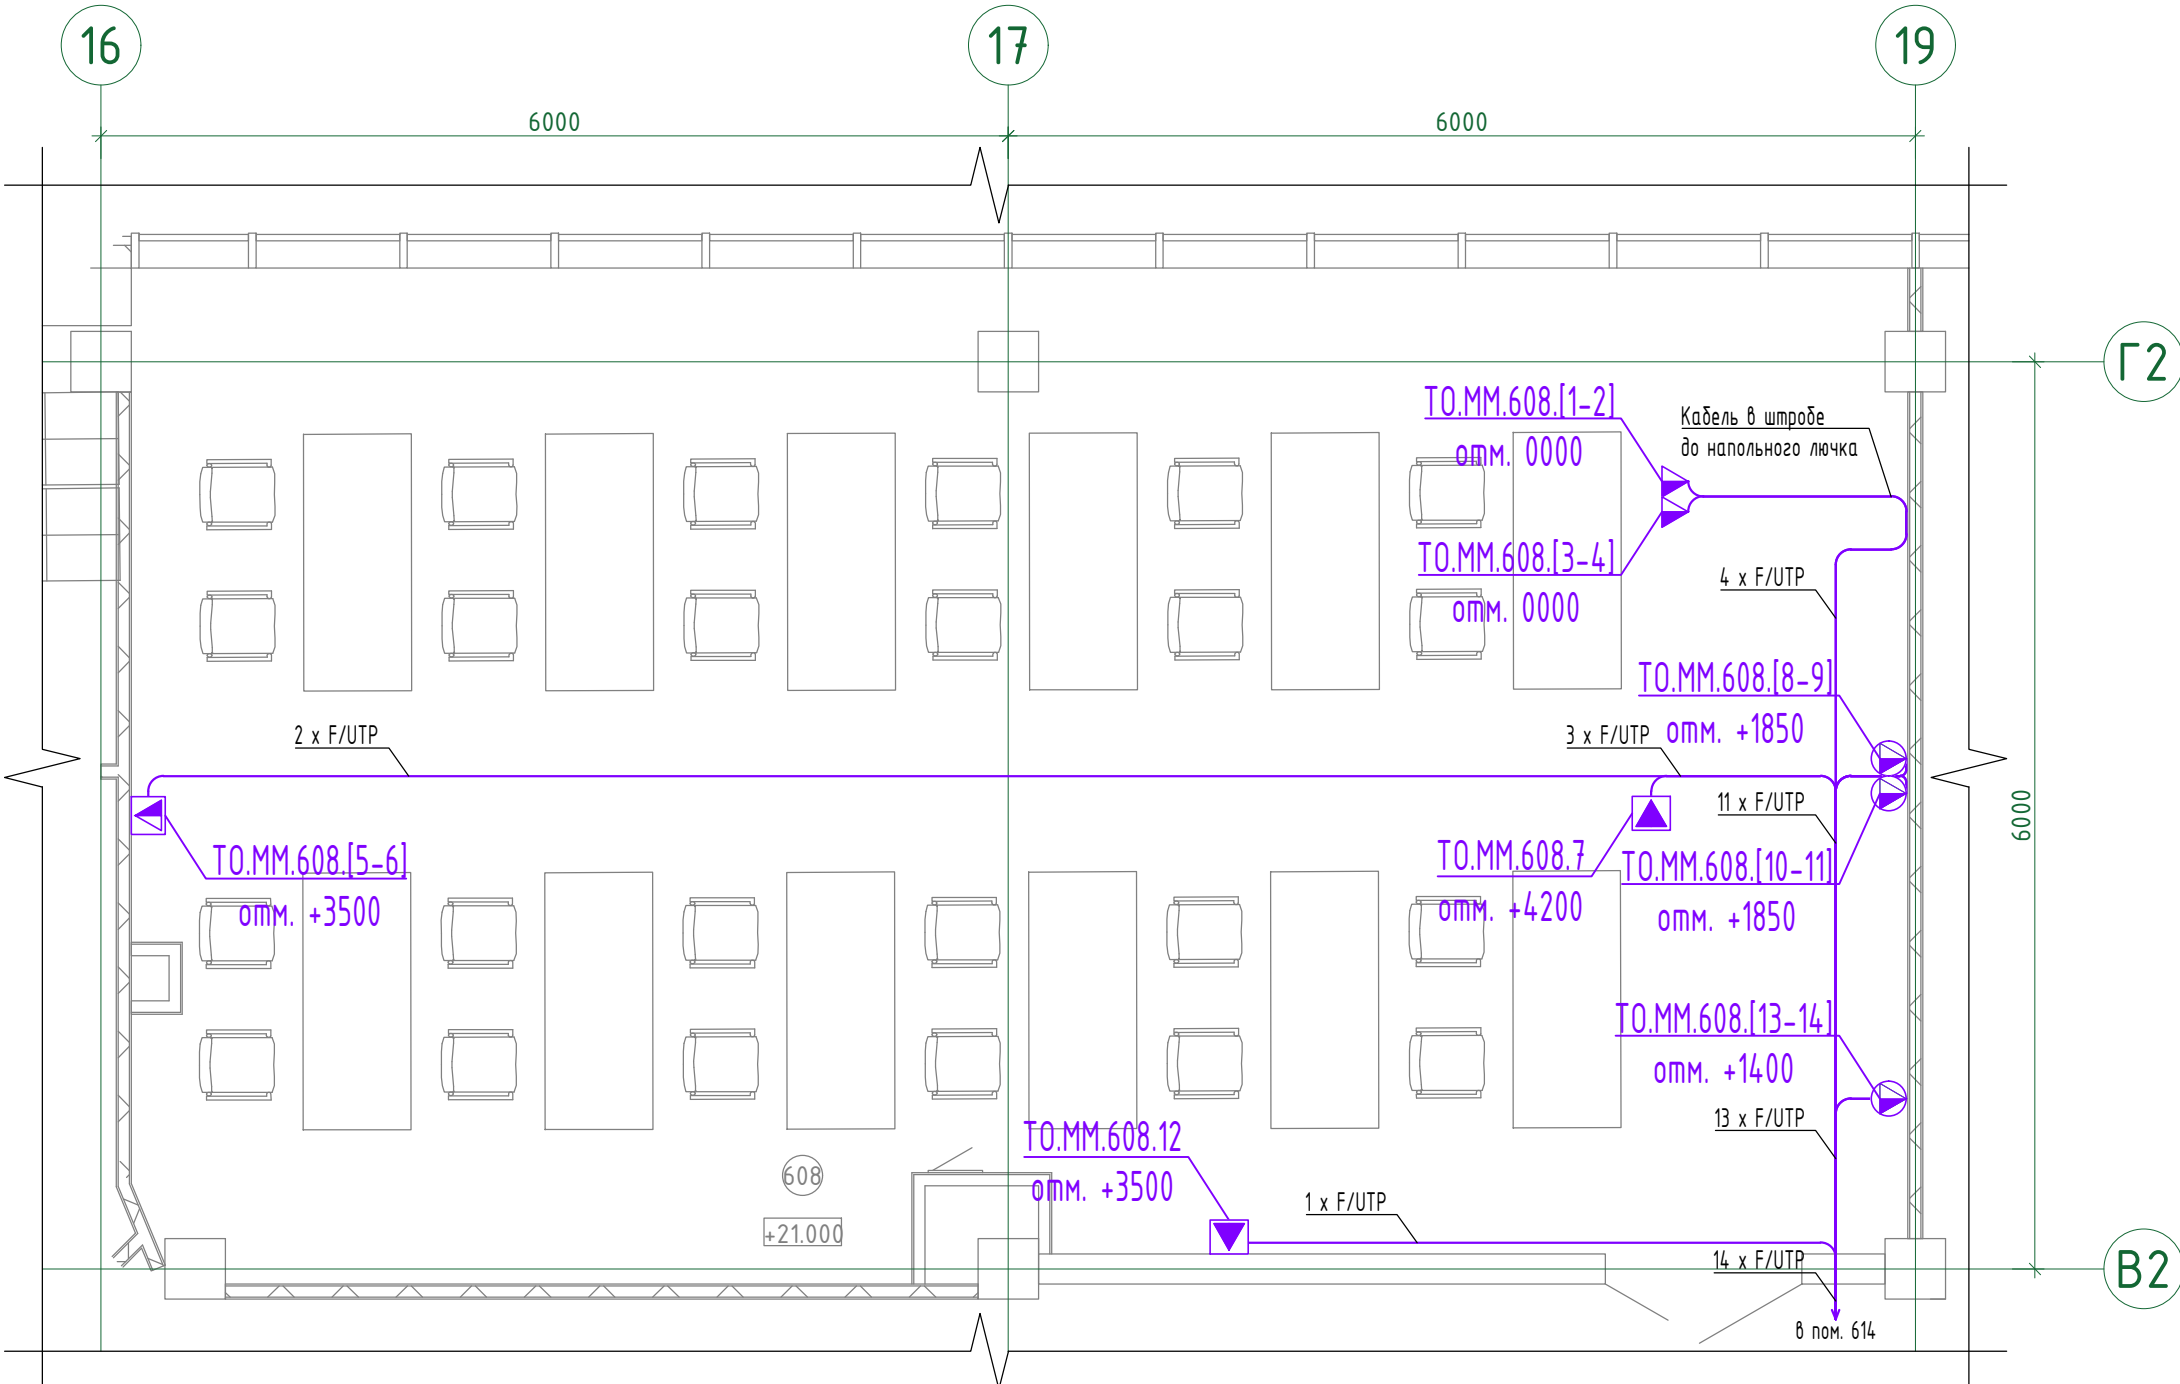 16
17
19
6000
6000
Г2
ТО.ММ.608.[1-2]
отм. 0000
Кабель в штробе
до напольного лючка
ТО.ММ.608.[3-4]
отм. 0000
4 x F/UTP
ТО.ММ.608.[8-9]
отм. +1850
2 x F/UTP
3 x F/UTP
11 x F/UTP
6000
ТО.ММ.608.[5-6]
отм. +3500
ТО.ММ.608.7
отм. +4200
ТО.ММ.608.[10-11]
отм. +1850
ТО.ММ.608.[13-14]
отм. +1400
13 x F/UTP
ТО.ММ.608.12
отм. +3500
608
+21.000
1 x F/UTP
14 x F/UTP
В2
в пом. 614